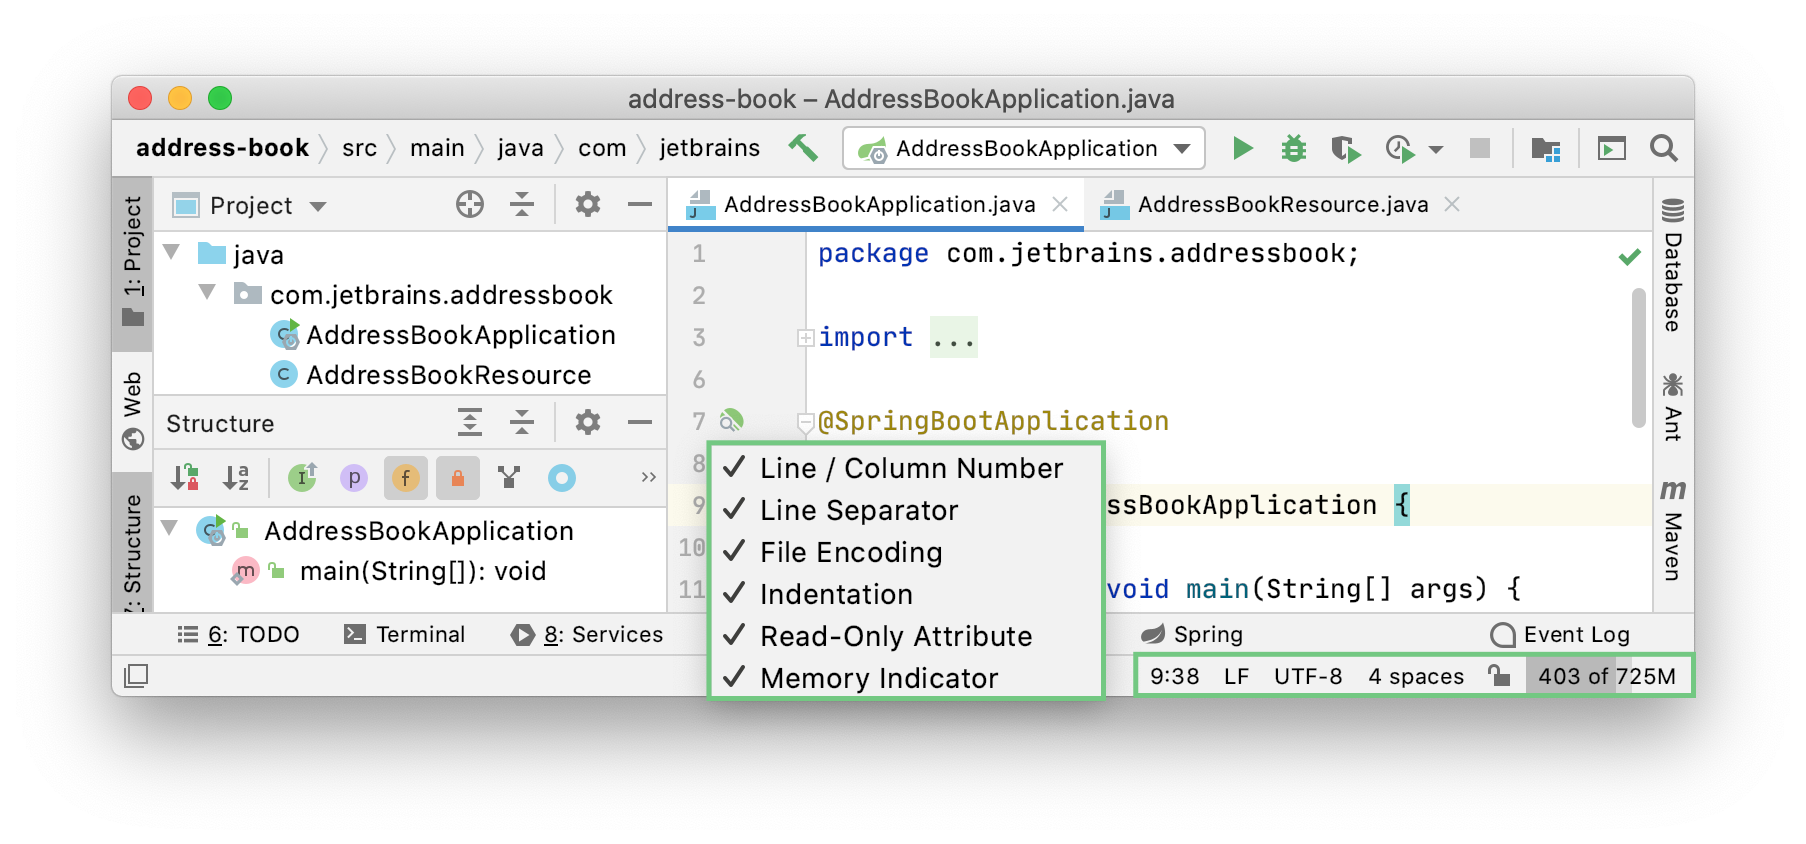 address-book – AddressBookApplication.java
address-book src main java com jetbrains AddressBookApplication
1: Project
Web
7: Structure
Project
java
com.jetbrains.addressbook
AddressBookApplication
AddressBookResource
Structure
I p f
a
z
AddressBookApplication
m main(String[]): void
AddressBookApplication.java AddressBookResource.java
1 package com.jetbrains.addressbook;
2
3 import ...
6
7 @SpringBootApplication
8
9 ssBookApplication {
10
11 void main(String[] args) {
Line / Column Number
Line Separator
File Encoding
Indentation
Read-Only Attribute
Memory Indicator
Database
Ant
m Maven
6: TODO Terminal 8: Services Spring Event Log
9:38 LF UTF-8 4 spaces 403 of 725M